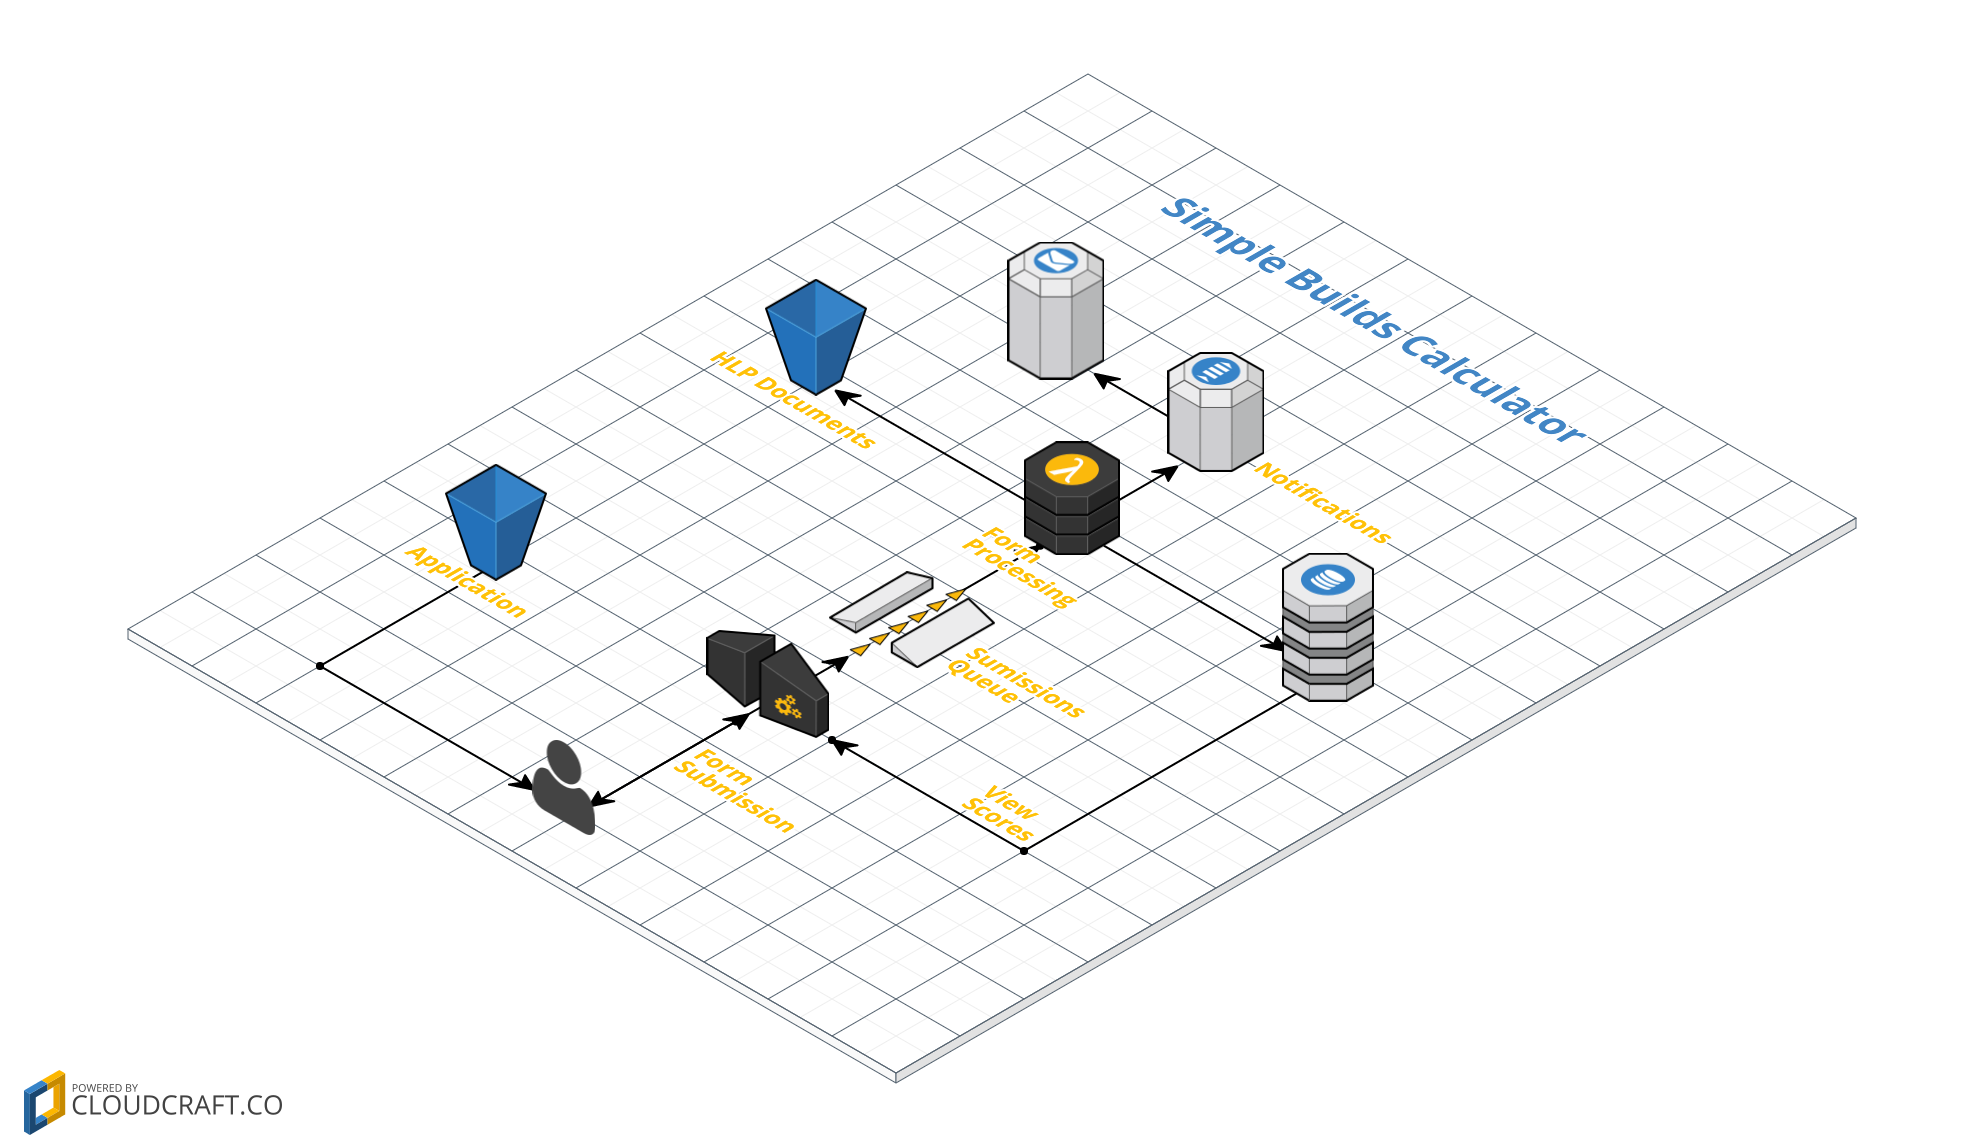 Simple Builds Calculator
HLP Documents
Notifications
Application
Form
Processing
Sumissions
Queue
Form
Submission
View
Scores
POWERED BY
CLOUDCRAFT.CO